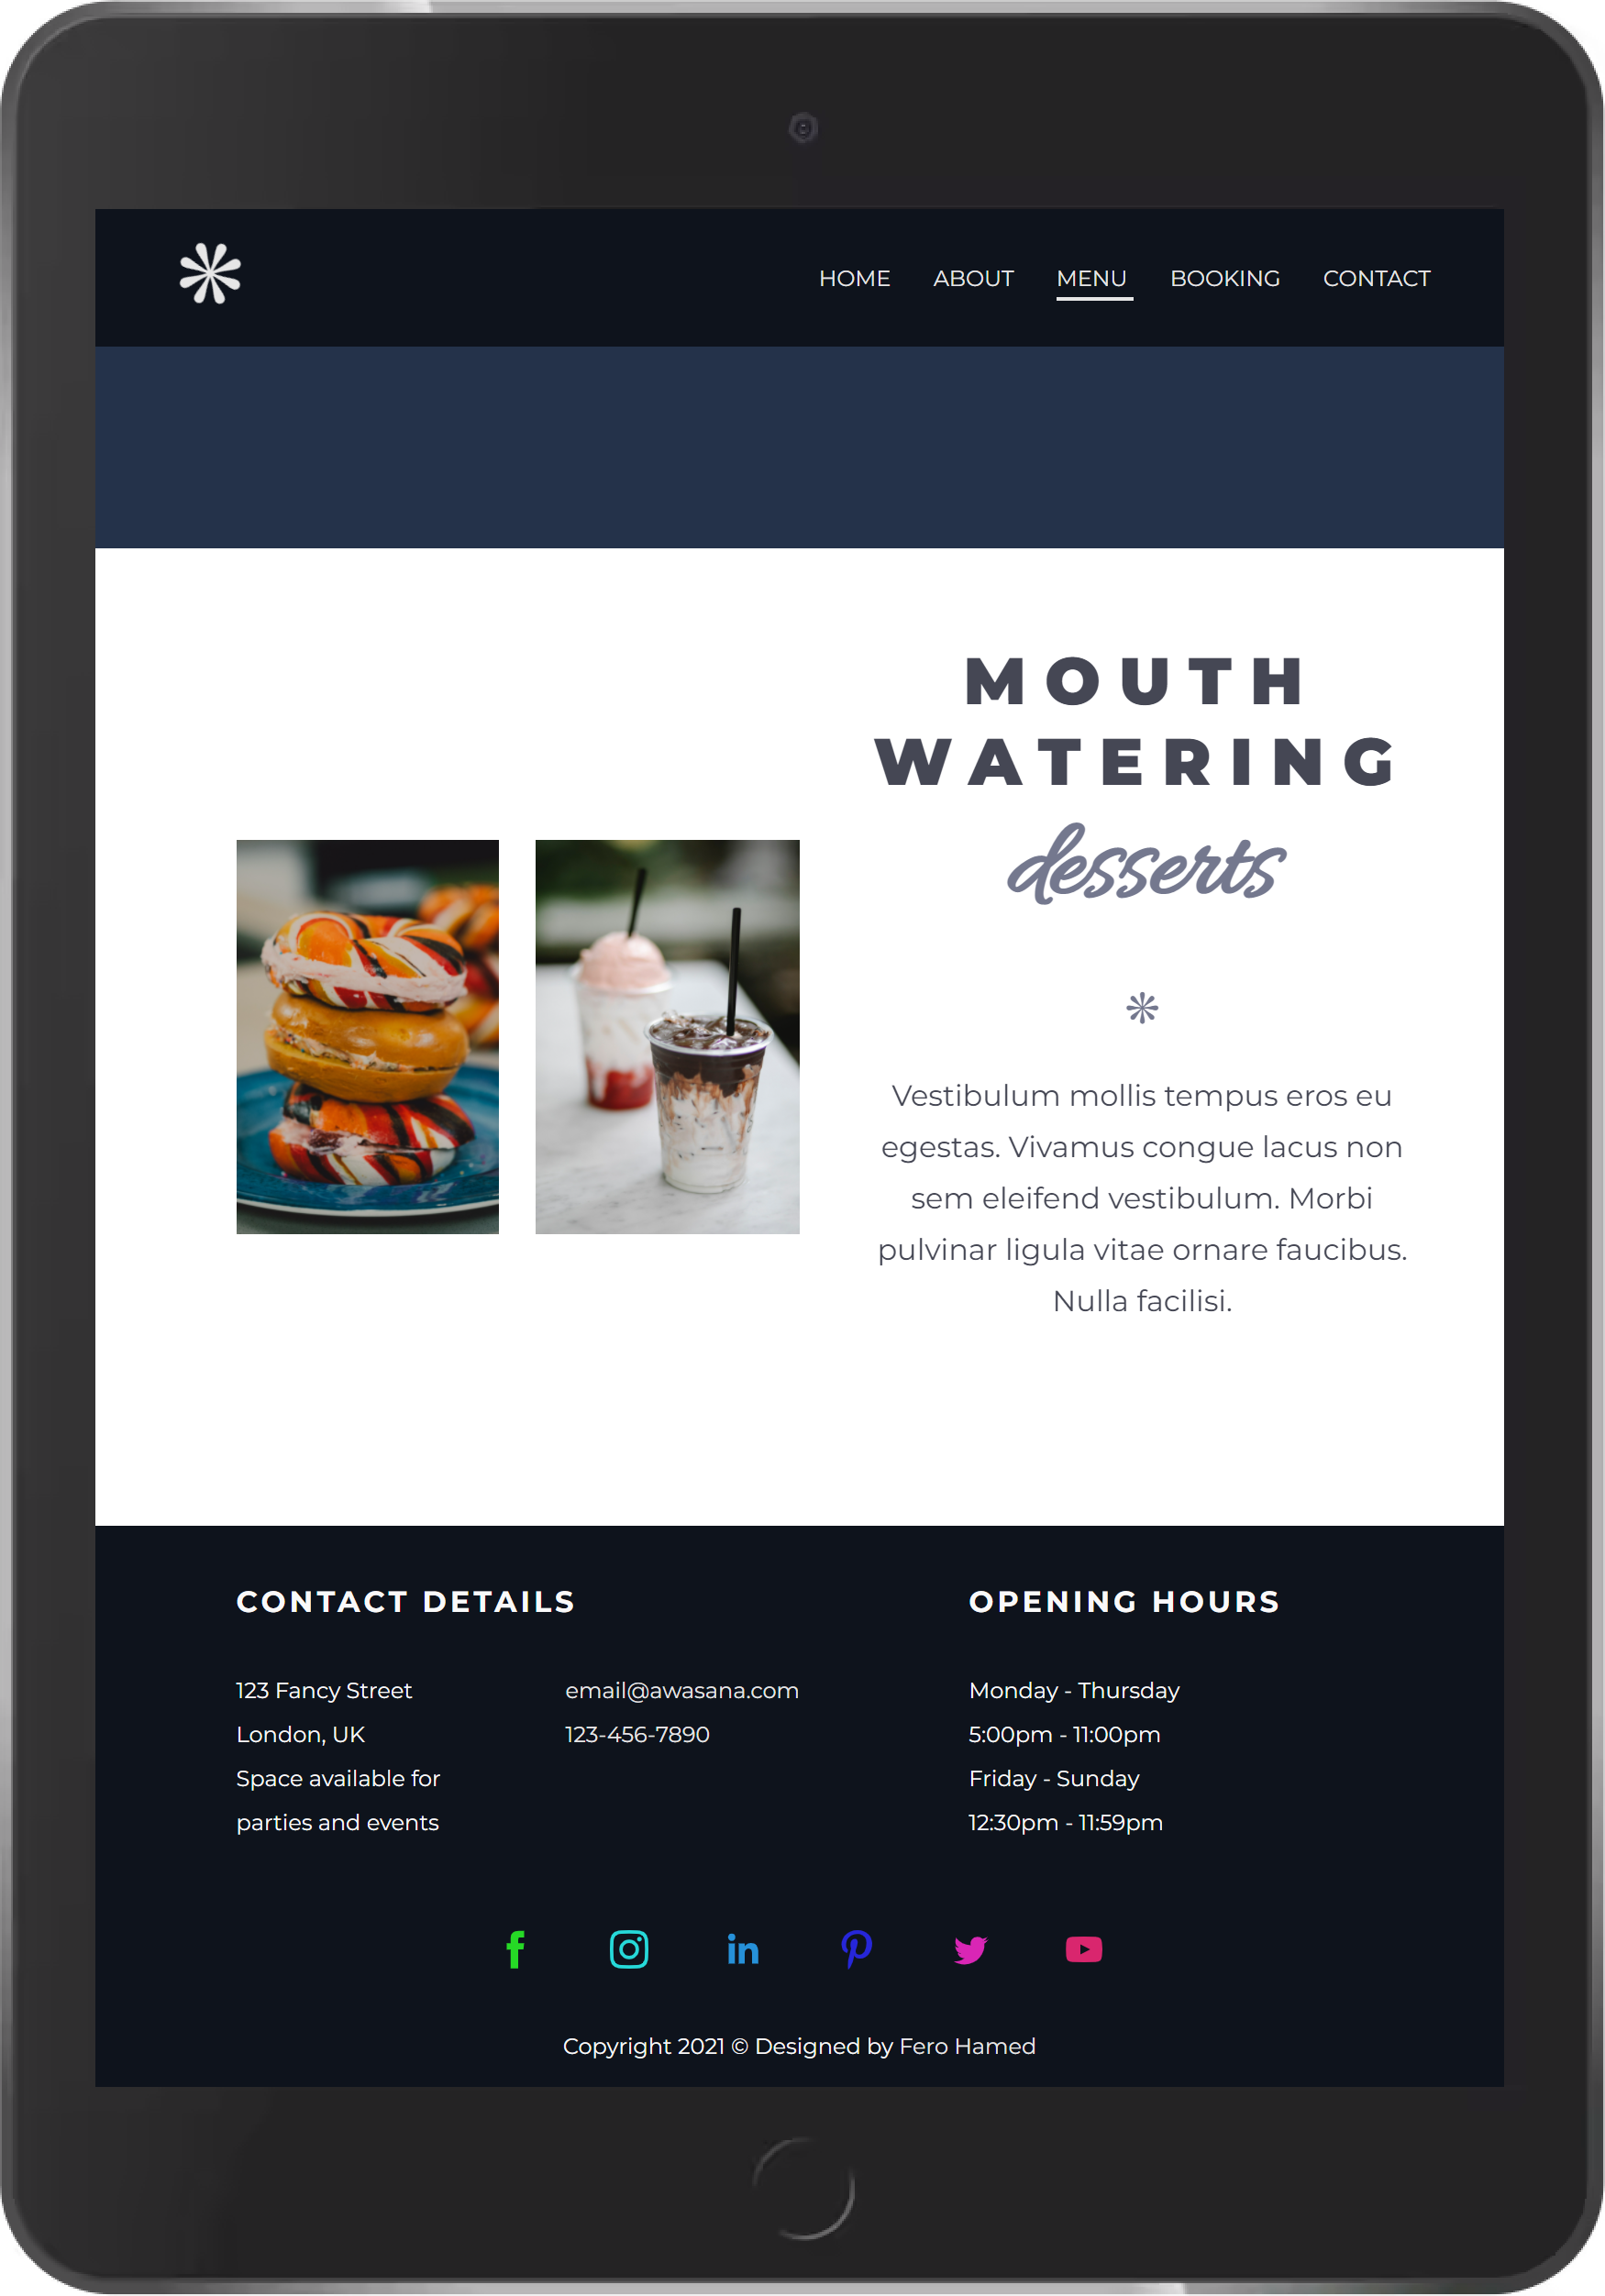 HOME ABOUT MENU BOOKING CONTACT
MOUTH
WATERING
desserts
Vestibulum mollis tempus eros eu
egestas. Vivamus congue lacus non
sem eleifend vestibulum. Morbi
pulvinar ligula vitae ornare faucibus.
Nulla facilisi.
CONTACT DETAILS
123 Fancy Street
London, UK
Space available for
parties and events
email@awasana.com
123-456-7890
OPENING HOURS
Monday - Thursday
5:00pm - 11:00pm
Friday - Sunday
12:30pm - 11:59pm
Copyright 2021 © Designed by Fero Hamed